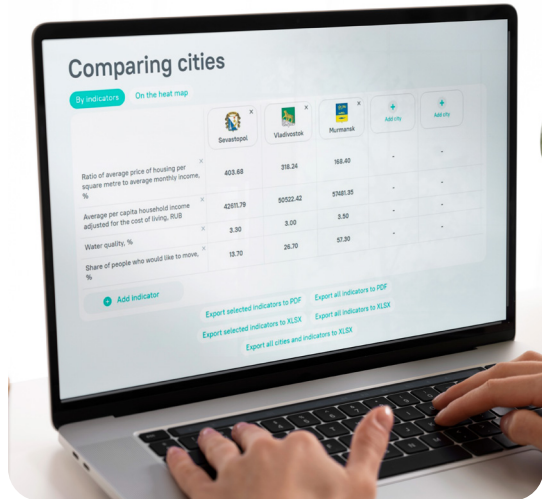 Comparing cities
By indicators
On the heat map
Sevastopol
Vladivostok
Murmansk
Add city
Add city
Ratio of average price of housing per
square metre to average monthly income,
%
403.68
318.24
168.40
-
-
Average per capita household income
adjusted for the cost of living, RUB
42611.79
50522.42
57481.35
-
-
Water quality, %
3.30
3.00
3.50
-
-
Share of people who would like to move,
%
13.70
26.70
57.30
-
-
Add indicator
Export selected indicators to PDF
Export all indicators to PDF
Export selected indicators to XLSX
Export all indicators to XLSX
Export all cities and indicators to XLSX